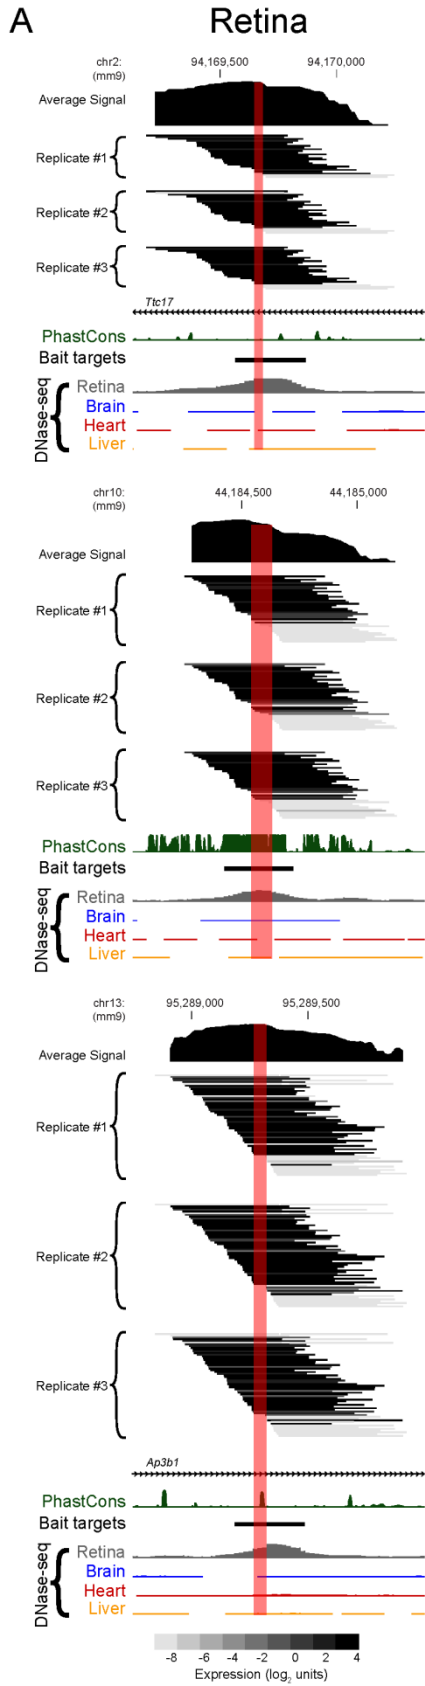 A Retina
chr2: 94,169,500 94,170,000
(mm9)
Average Signal
Replicate #1
Replicate #2
Replicate #3
Ttc17
PhastCons
Bait targets
DNase-seq
Retina
Brain
Heart
Liver
chr10: 44,184,500 44,185,000
(mm9)
Average Signal
Replicate #1
Replicate #2
Replicate #3
PhastCons
Bait targets
DNase-seq
Retina
Brain
Heart
Liver
chr13: 95,289,000 95,289,500
(mm9)
Average Signal
Replicate #1
Replicate #2
Replicate #3
Ap3b1
PhastCons
Bait targets
DNase-seq
Retina
Brain
Heart
Liver
-8 -6 -4 -2 0 2 4
Expression (log2 units)